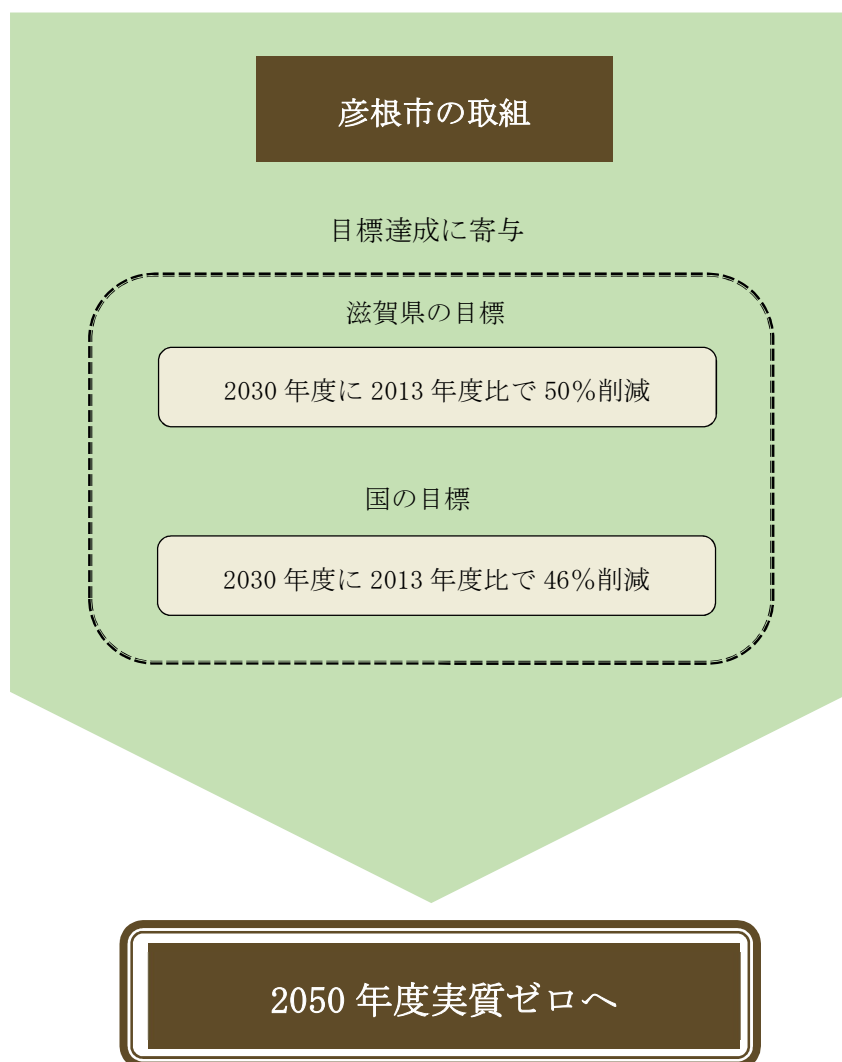 彦根市の取組
目標達成に寄与
滋賀県の目標
2030 年度に 2013 年度比で 50％削減
国の目標
2030 年度に 2013 年度比で 46％削減
2050 年度実質ゼロへ